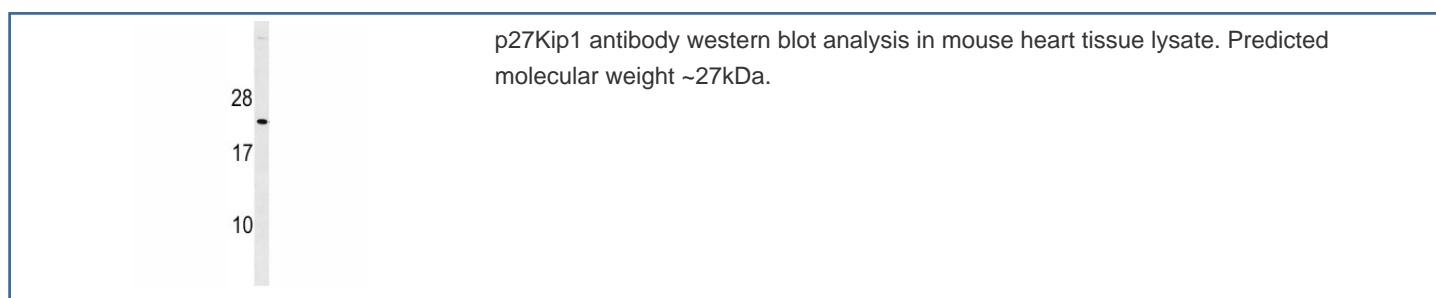 p27Kip1 antibody western blot analysis in mouse heart tissue lysate. Predicted
molecular weight ~27kDa.
28
17
10